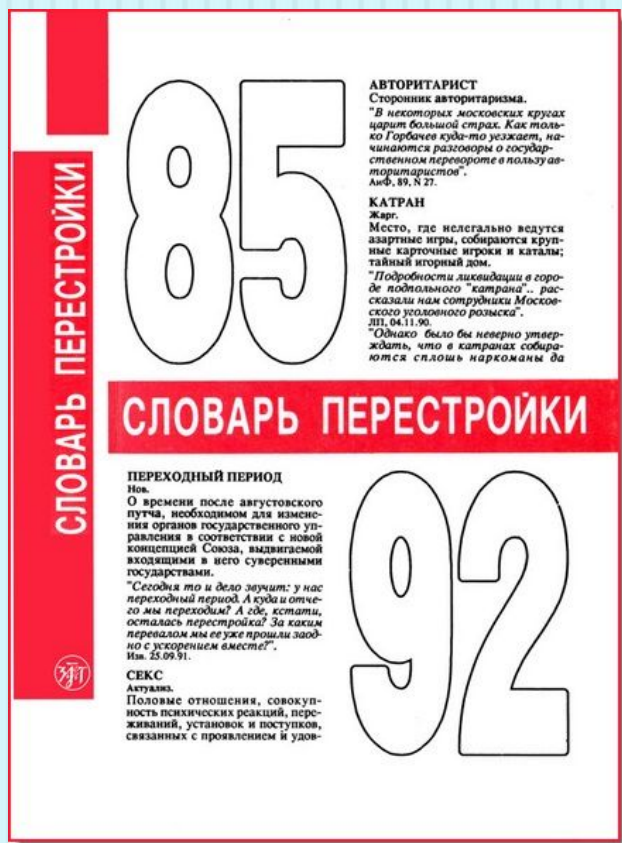 СЛОВАРЬ ПЕРЕСТРОЙКИ
85
АВТОРИТАРИСТ
Сторонник авторитаризма.
"В некоторых московских кругах
царит большой страх. Как толь-
ко Горбачев куда-то уезжает, на-
чинаются разговоры о государ-
ственном перевороте в пользу ав-
торитаристов".
АиФ, 89, N 27.
КАТРАН
Жарг.
Место, где нелегально ведутся
азартные игры, собираются круп-
ные карточные игроки и каталы;
тайный игорный дом.
"Подробности ликвидации в горо-
де подпольного "катрана".. рас-
сказали нам сотрудники Москов-
ского уголовного розыска".
ЛП, 04.11.90.
"Однако было бы неверно утвер-
ждать, что в катранах собира-
ются сплошь наркоманы да
СЛОВАРЬ ПЕРЕСТРОЙКИ
ПЕРЕХОДНЫЙ ПЕРИОД
Нов.
О времени после августовского
путча, необходимом для измене-
ния органов государственного уп-
равления в соответствии с новой
концепцией Союза, выдвигаемой
входящими в него суверенными
государствами.
"Сегодня то и дело звучит: у нас
переходный период. А куда и отче-
го мы переходим? А где, кстати,
осталась перестройка? За каким
перевалом мы ее уже прошли заод-
но с ускорением вместе?".
Изв. 25.09.91.
СЕКС
Актуализ.
Половые отношения, совокуп-
ность психических реакций, пере-
живаний, установок и поступков,
связанных с проявлением и удов-
92